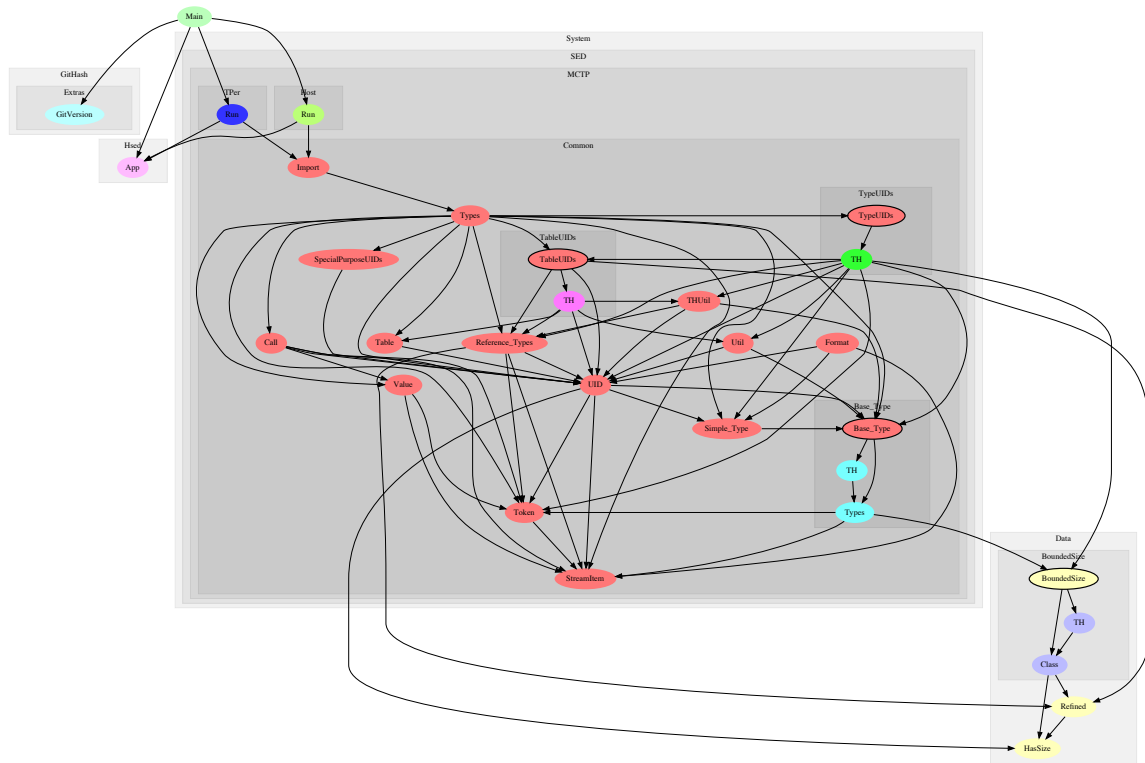 Main
System
SED
GitHash
MCTP
Extras
TPer
Host
GitVersion
Run
Run
Hsed
Common
App
Import
TypeUIDs
Types
TypeUIDs
TableUIDs
SpecialPurposeUIDs
TableUIDs
TH
TH
THUtil
Call
Table
Reference_Types
Util
Format
Value
UID
Base_Type
Simple_Type
Base_Type
TH
Token
Types
Data
BoundedSize
StreamItem
BoundedSize
TH
Class
Refined
HasSize